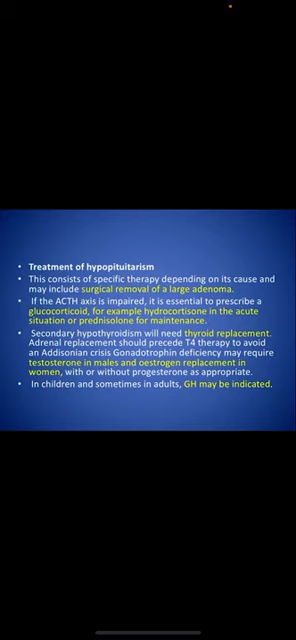 • Treatment of hypopituitarism
• This consists of specific therapy depending on its cause and
may include surgical removal of a large adenoma.
• If the ACTH axis is impaired, it is essential to prescribe a
glucocorticoid, for example hydrocortisone in the acute
situation or prednisolone for maintenance.
• Secondary hypothyroidism will need thyroid replacement.
Adrenal replacement should precede T4 therapy to avoid
an Addisonian crisis Gonadotrophin deficiency may require
testosterone in males and oestrogen replacement in
women, with or without progesterone as appropriate.
• In children and sometimes in adults, GH may be indicated.